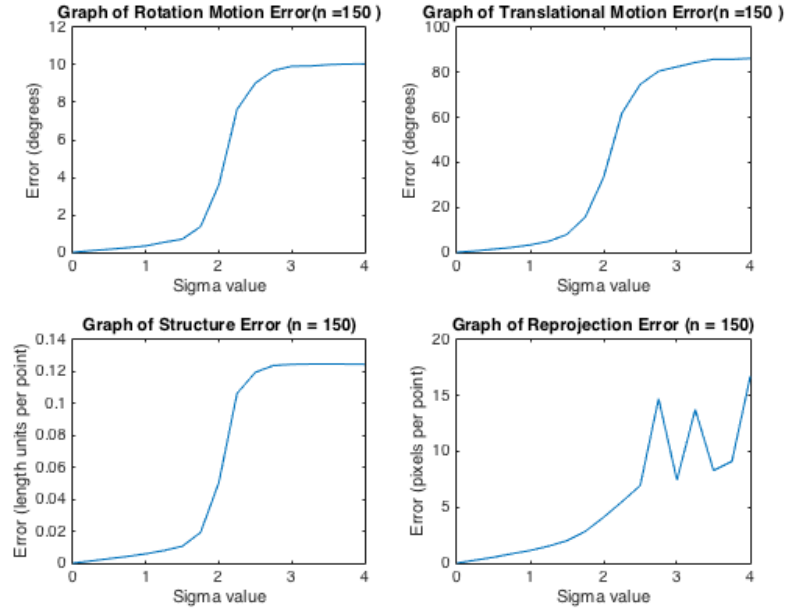 Graph of Rotation Motion Error(n =150 )
12
10
8
6
4
2
0
Error (degrees)
0 1 2 3 4
Sigma value
Graph of Translational Motion Error(n =150 )
100
80
60
40
20
0
Error (degrees)
0 1 2 3 4
Sigma value
Graph of Structure Error (n = 150)
0.14
0.12
0.1
0.08
0.06
0.04
0.02
0
Error (length units per point)
0 1 2 3 4
Sigma value
Graph of Reprojection Error (n = 150)
20
15
10
5
0
Error (pixels per point)
0 1 2 3 4
Sigma value